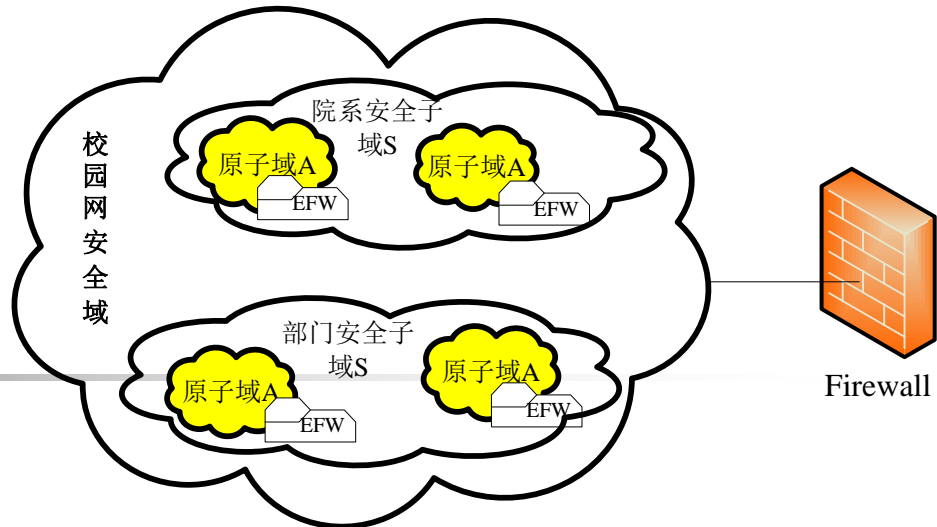 校园网安全域
院系安全子
域S
原子域A
EFW
原子域A
EFW
部门安全子
域S
原子域A
EFW
原子域A
EFW
Firewall